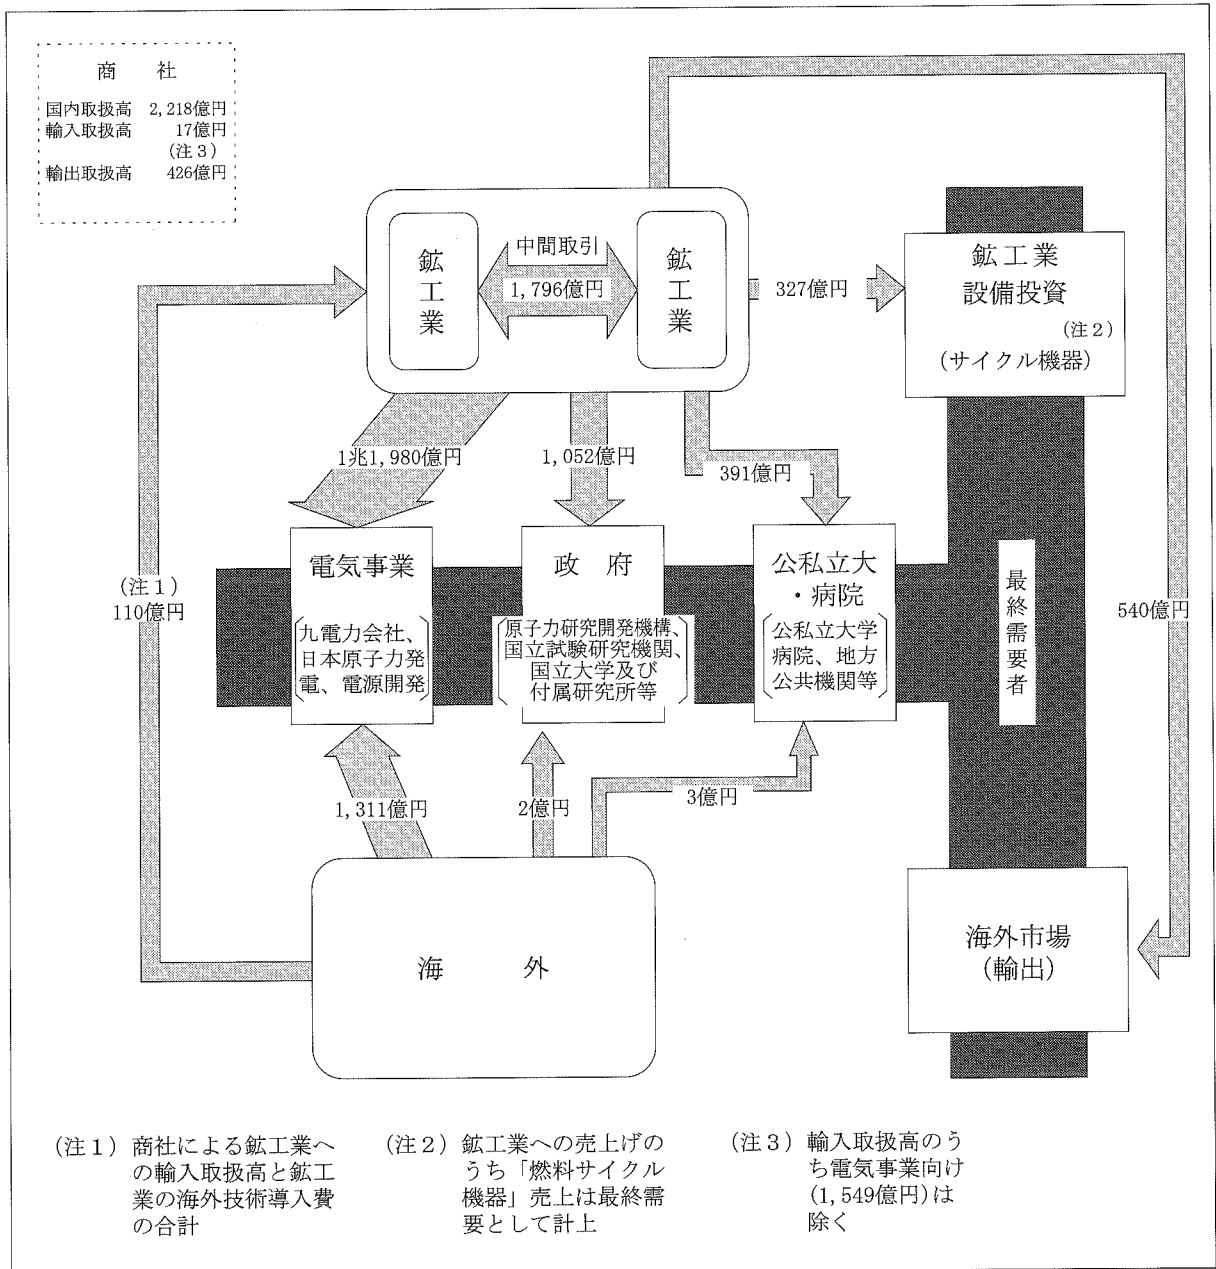 商　社
国内取扱高　2,218億円
輸入取扱高　17億円
(注3)
輸出取扱高　426億円
鉱工業
中間取引
1,796億円
鉱工業
327億円
鉱工業
設備投資
(注2)
(サイクル機器)
1兆1,980億円
1,052億円
391億円
電気事業
九電力会社、
日本原子力発
電、電源開発
政　府
原子力研究開発機構、
国立試験研究機関、
国立大学及び
付属研究所等
公私立大
・病院
公私立大学
病院、地方
公共機関等
最終需要者
540億円
(注1)
110億円
1,311億円
2億円
3億円
海　外
海外市場
(輸出)
(注1) 商社による鉱工業へ
の輸入取扱高と鉱工
業の海外技術導入費
の合計
(注2) 鉱工業への売上げの
うち「燃料サイクル
機器」売上は最終需
要として計上
(注3) 輸入取扱高のう
ち電気事業向け
(1,549億円)は
除く